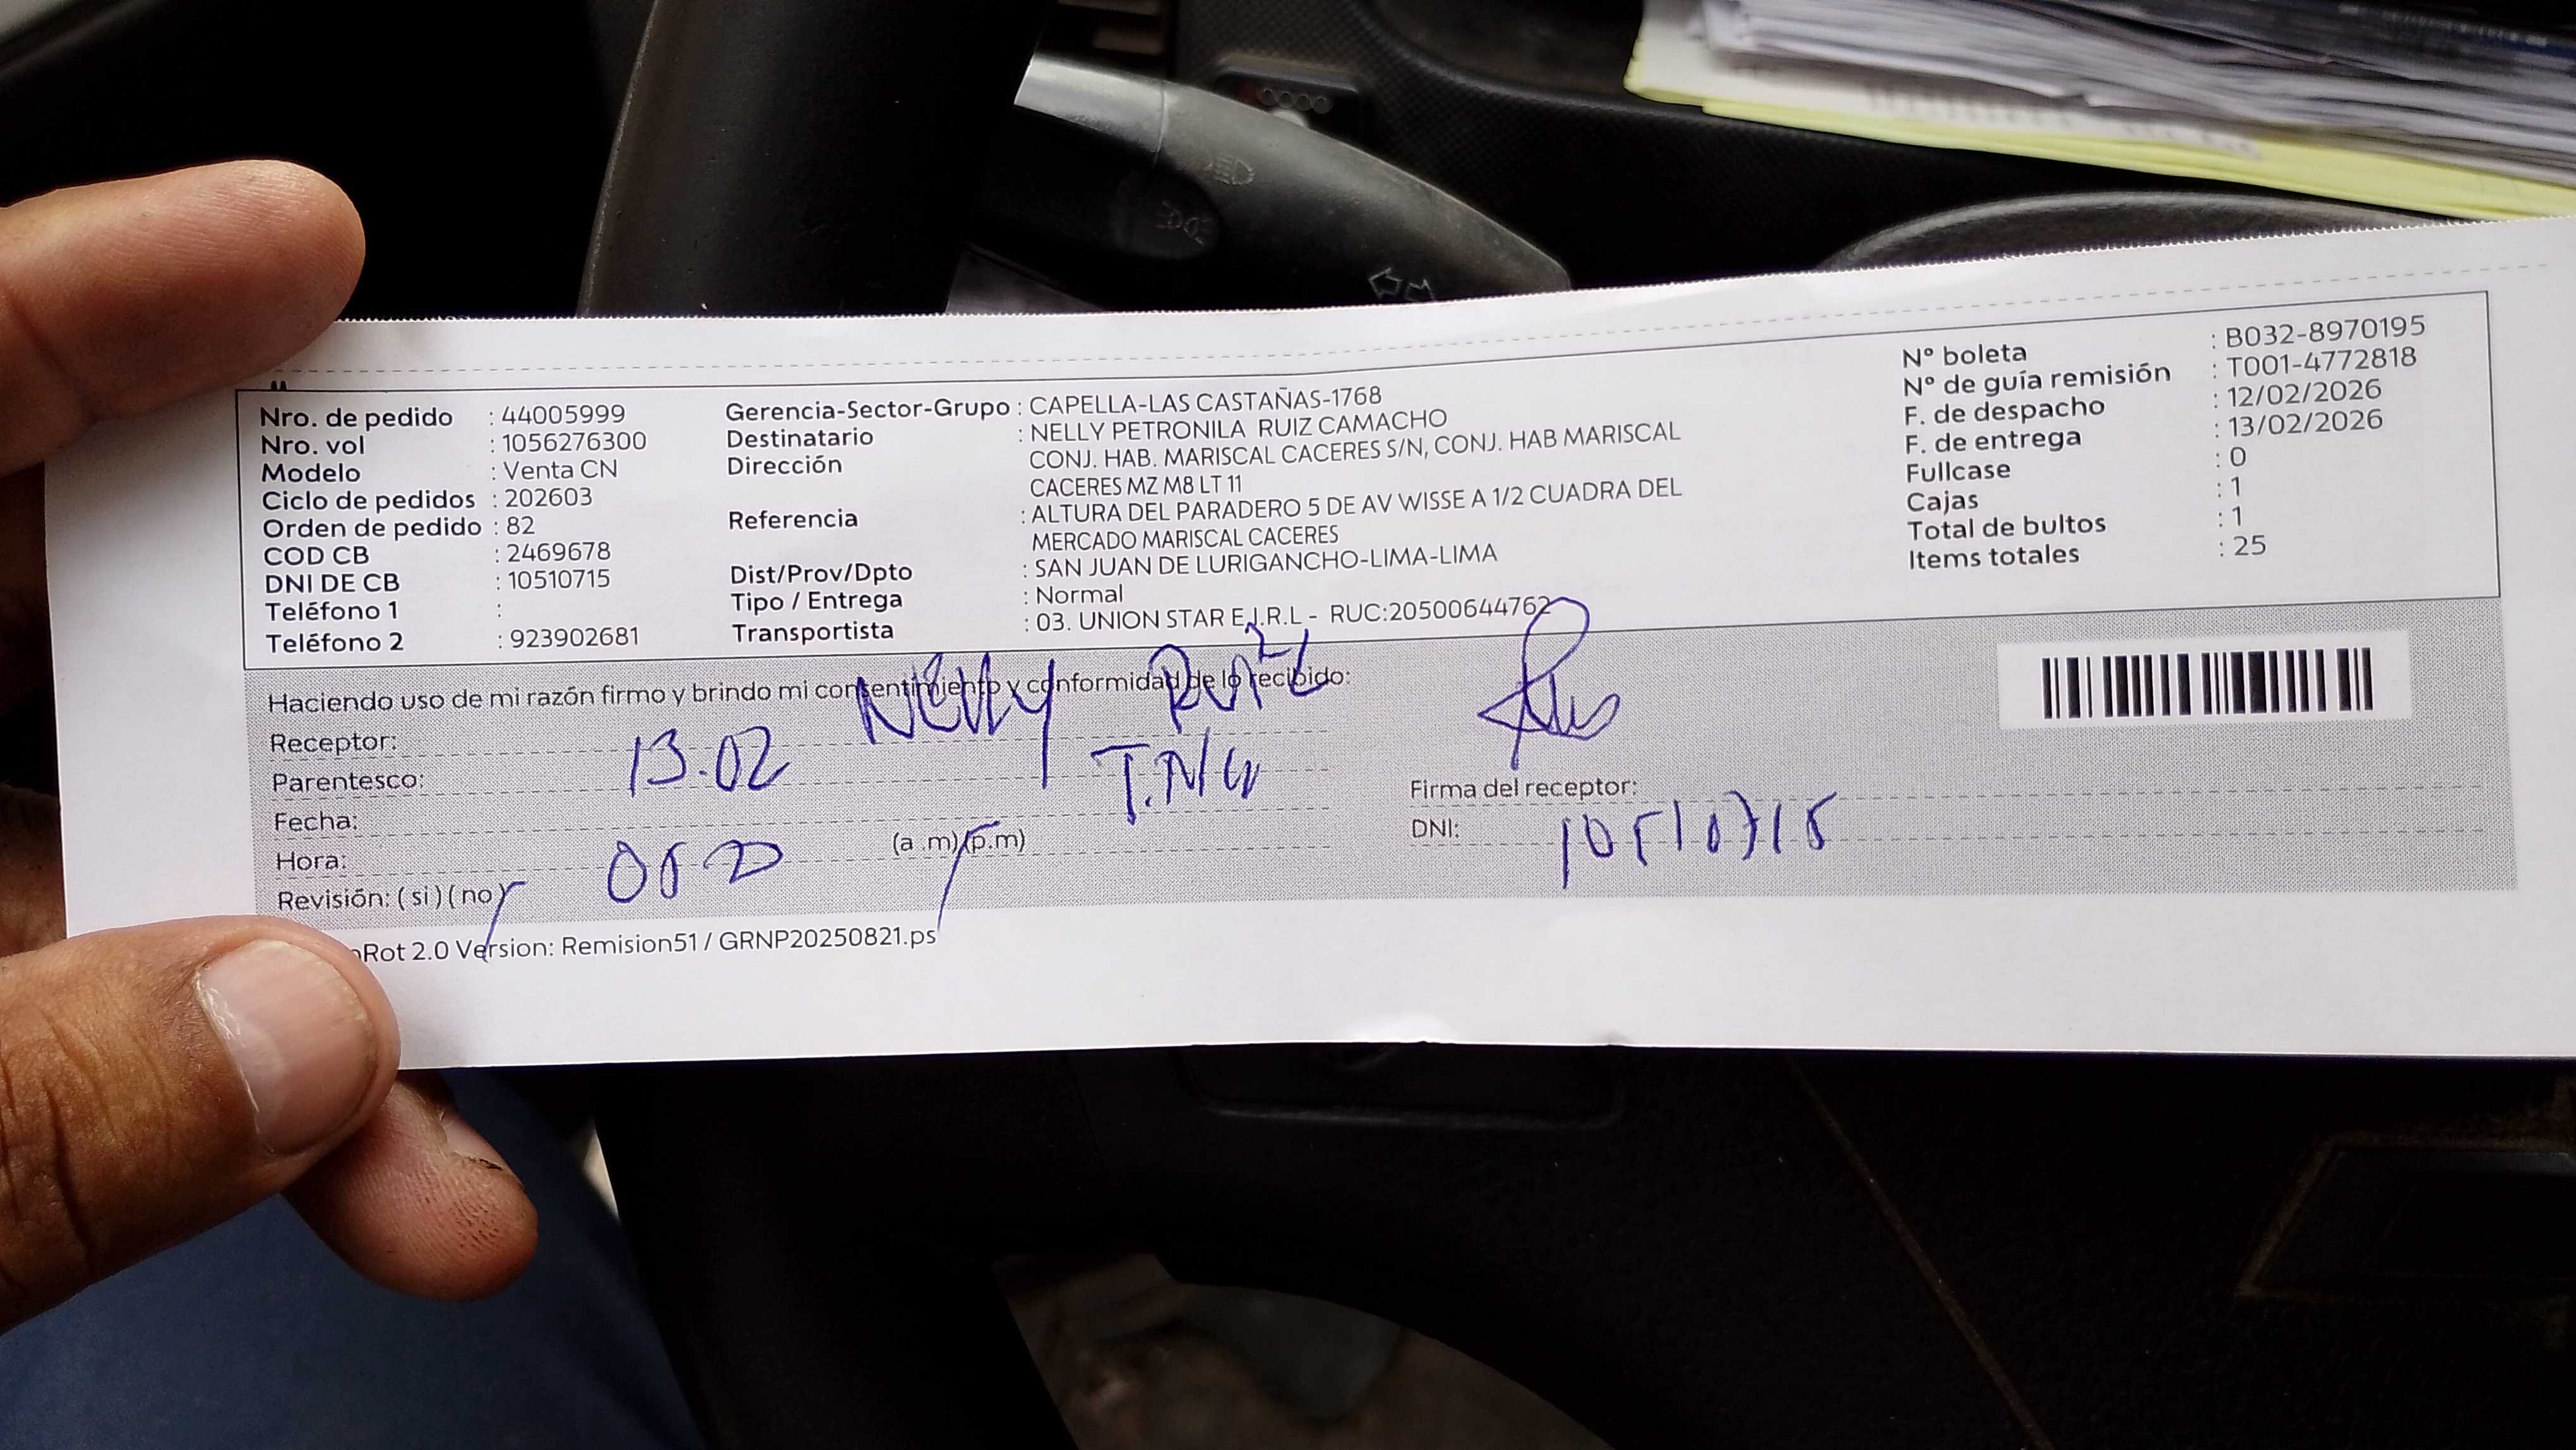 Nro. de pedido : 44005999
Nro. vol : 1056276300
Modelo : Venta CN
Ciclo de pedidos : 202603
Orden de pedido : 82
COD CB : 2469678
DNI DE CB : 10510715
Teléfono 1 :
Teléfono 2 : 923902681
Gerencia-Sector-Grupo : CAPELLA-LAS CASTAÑAS-1768
Destinatario : NELLY PETRONILA RUIZ CAMACHO
Dirección CONJ. HAB. MARISCAL CACERES S/N, CONJ. HAB MARISCAL
CACERES MZ M8 LT 11
Referencia : ALTURA DEL PARADERO 5 DE AV WISSE A 1/2 CUADRA DEL
MERCADO MARISCAL CACERES
Dist/Prov/Dpto : SAN JUAN DE LURIGANCHO-LIMA-LIMA
Tipo / Entrega : Normal
Transportista : 03. UNION STAR E.I.R.L - RUC:20500644762
N° boleta : B032-8970195
N° de guía remisión : T001-4772818
F. de despacho : 12/02/2026
F. de entrega : 13/02/2026
Fullcase : 0
Cajas : 1
Total de bultos : 1
Items totales : 25
Haciendo uso de mi razón firmo y brindo mi consentimiento y conformidad de lo recibido:
Receptor: Nelly Ruiz
Parentesco: 13.02
Fecha:
Hora: (a .m) (p.m)
Revisión: ( si ) ( no )
Firma del receptor:
DNI: 10510715
Rot 2.0 Version: Remision51 / GRNP20250821.ps